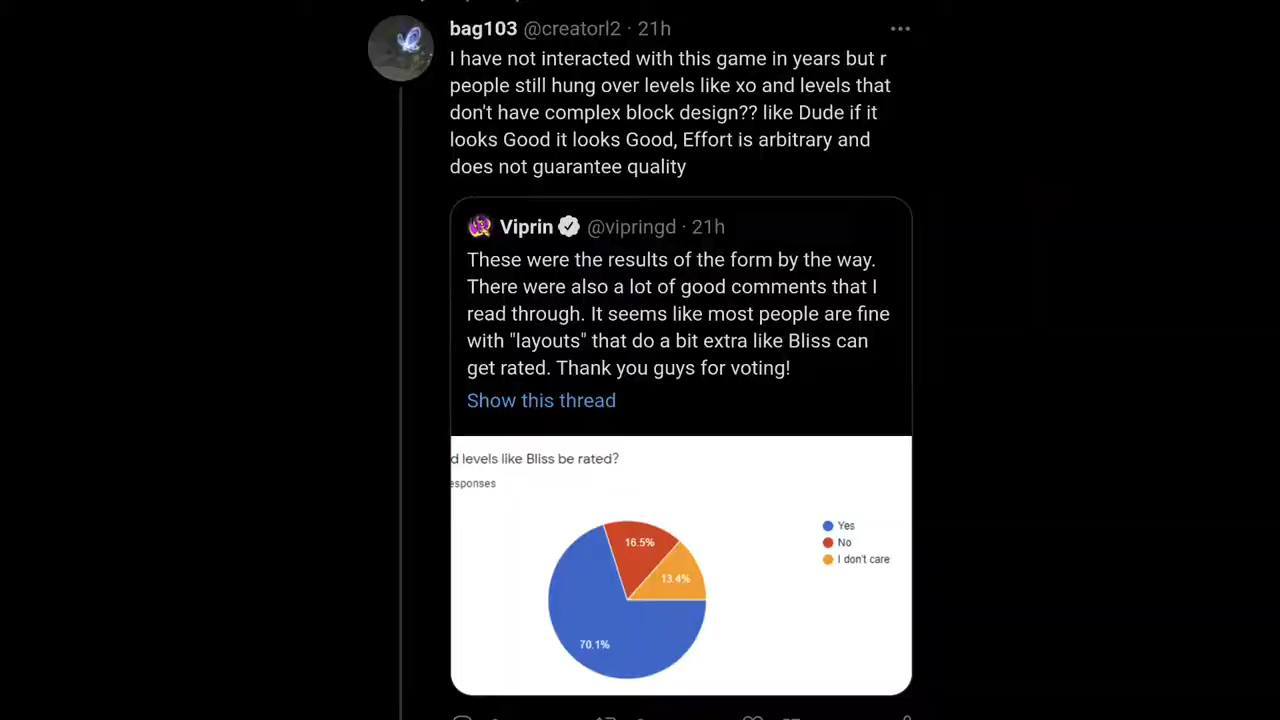 bag103 @creatorl2 · 21h
I have not interacted with this game in years but r
people still hung over levels like xo and levels that
don't have complex block design?? like Dude if it
looks Good it looks Good, Effort is arbitrary and
does not guarantee quality
Viprin @vipringd · 21h
These were the results of the form by the way.
There were also a lot of good comments that I
read through. It seems like most people are fine
with "layouts" that do a bit extra like Bliss can
get rated. Thank you guys for voting!
Show this thread
d levels like Bliss be rated?
esponses
Yes
No
I don't care
16.5%
13.4%
70.1%